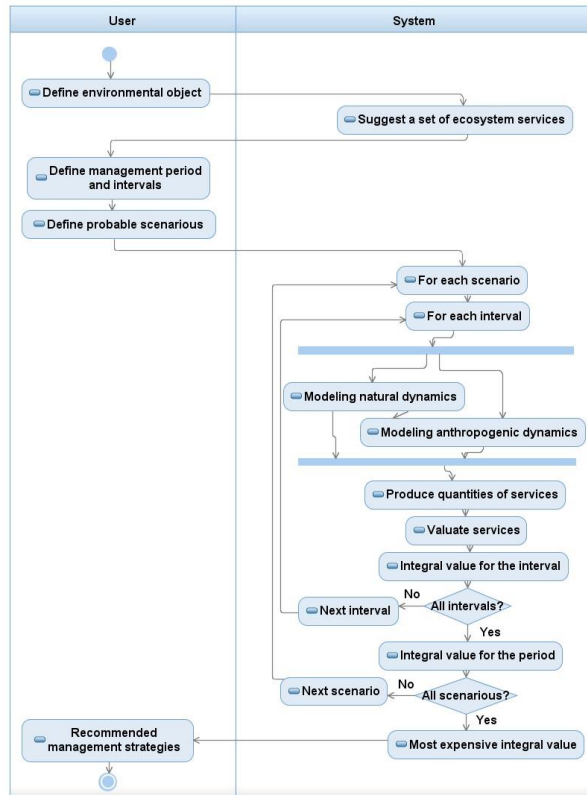 User
System
Define environmental object
Suggest a set of ecosystem services
Define management period
and intervals
Define probable scenarious
For each scenario
For each interval
Modeling natural dynamics
Modeling anthropogenic dynamics
Produce quantities of services
Valuate services
Integral value for the interval
All intervals?
No
Next interval
Yes
Integral value for the period
All scenarious?
No
Next scenario
Yes
Most expensive integral value
Recommended
management strategies